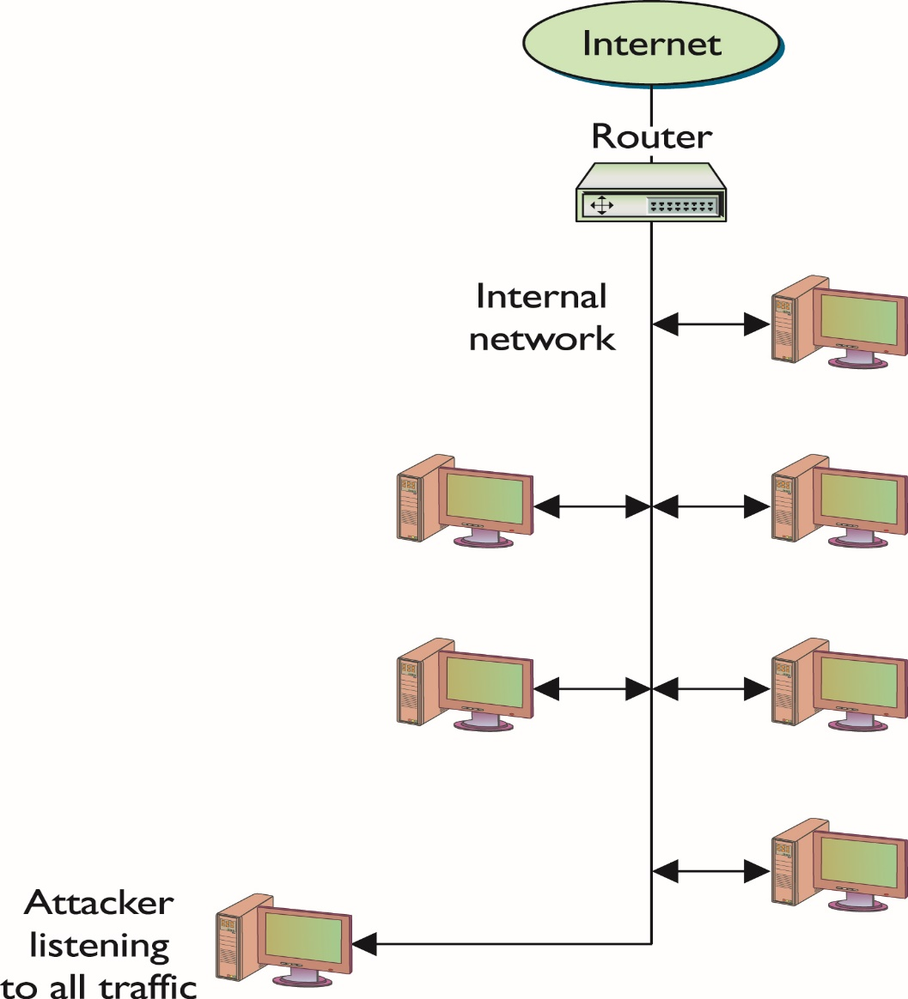 Internet
Router
Internal
network
Attacker
listening
to all traffic